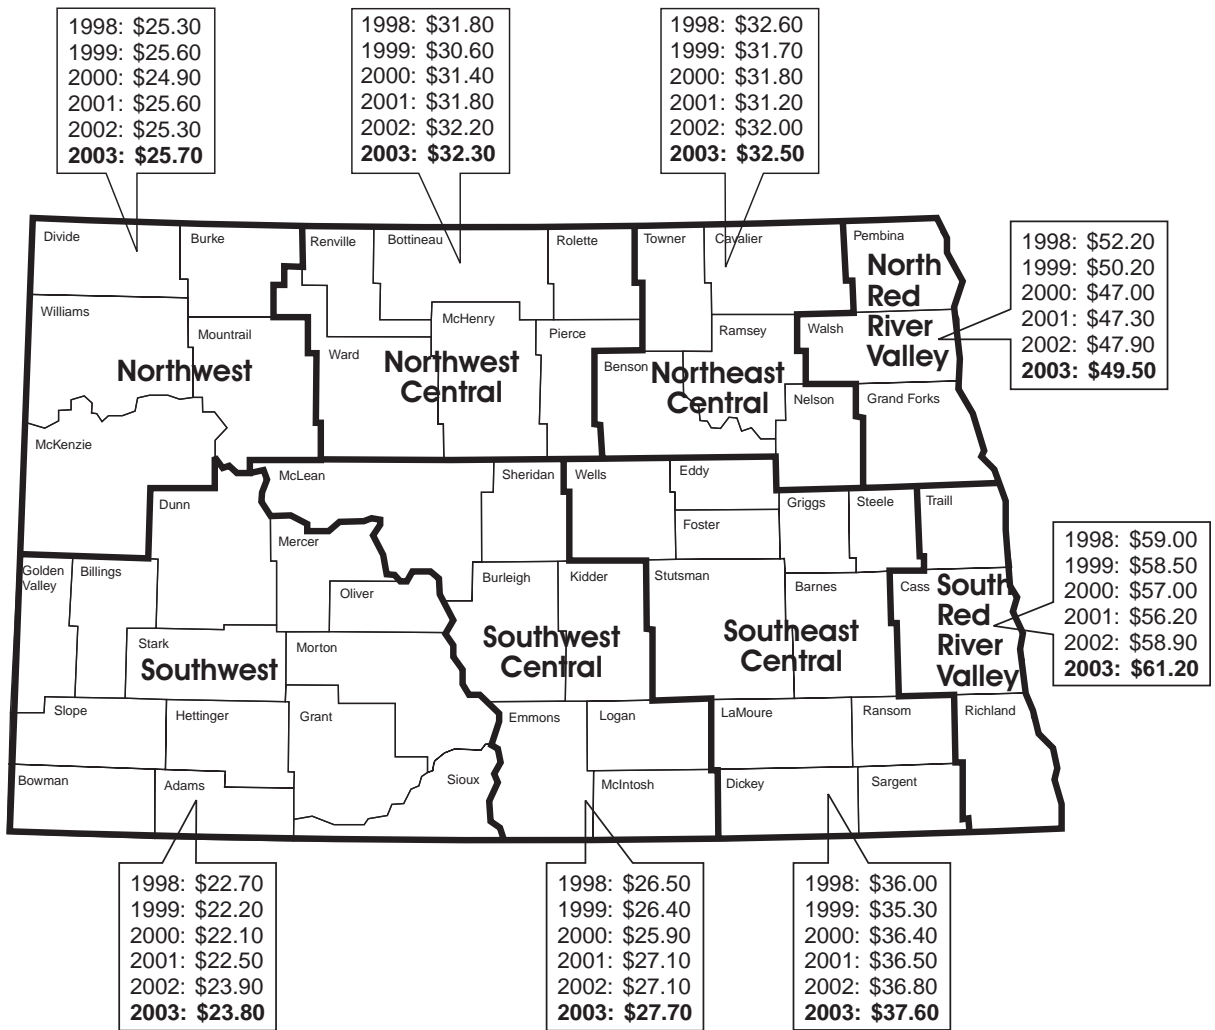 1998: $25.30
1999: $25.60
2000: $24.90
2001: $25.60
2002: $25.30
2003: $25.70
1998: $31.80
1999: $30.60
2000: $31.40
2001: $31.80
2002: $32.20
2003: $32.30
1998: $32.60
1999: $31.70
2000: $31.80
2001: $31.20
2002: $32.00
2003: $32.50
1998: $52.20
1999: $50.20
2000: $47.00
2001: $47.30
2002: $47.90
2003: $49.50
Divide
Burke
Williams
Mountrail
Northwest
McKenzie
Renville
Bottineau
Rolette
McHenry
Pierce
Ward
Northwest
Central
Towner
Cavalier
Ramsey
Benson
Northeast
Central
Nelson
Pembina
North
Red
River
Valley
Walsh
Grand Forks
Dunn
Mercer
Golden
Valley
Billings
Oliver
Stark
Morton
Southwest
Slope
Hettinger
Grant
Bowman
Adams
Sioux
McLean
Sheridan
Burleigh
Kidder
Southwest
Central
Emmons
Logan
McIntosh
Wells
Eddy
Foster
Griggs
Steele
Stutsman
Barnes
Southeast
Central
LaMoure
Ransom
Dickey
Sargent
Traill
Cass
South
Red
River
Valley
Richland
1998: $59.00
1999: $58.50
2000: $57.00
2001: $56.20
2002: $58.90
2003: $61.20
1998: $22.70
1999: $22.20
2000: $22.10
2001: $22.50
2002: $23.90
2003: $23.80
1998: $26.50
1999: $26.40
2000: $25.90
2001: $27.10
2002: $27.10
2003: $27.70
1998: $36.00
1999: $35.30
2000: $36.40
2001: $36.50
2002: $36.80
2003: $37.60